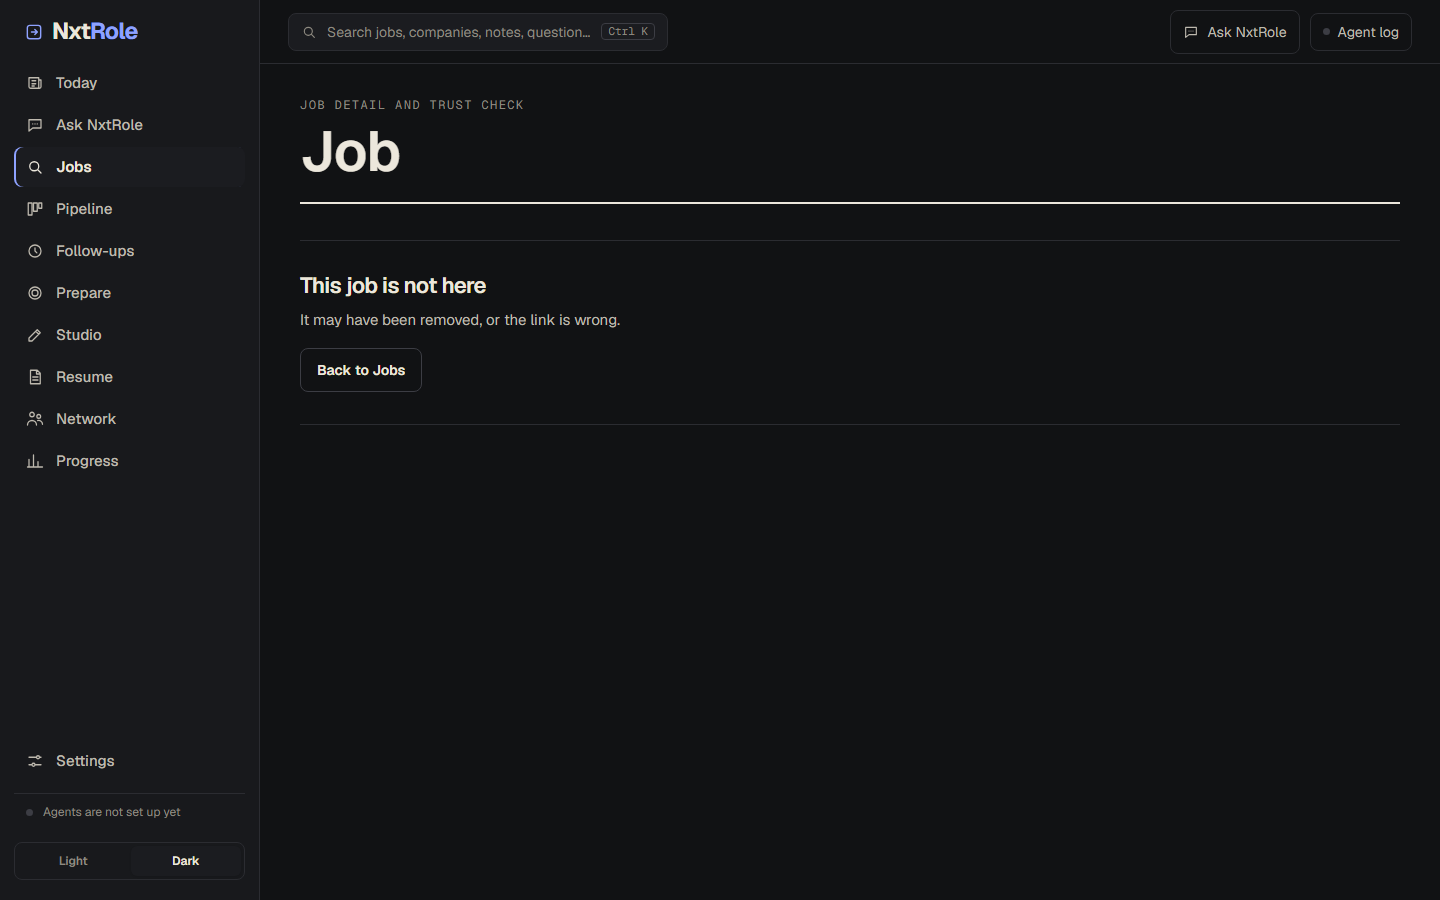 NxtRole
Search jobs, companies, notes, question... Ctrl K
Ask NxtRole
Agent log
Today
Ask NxtRole
Jobs
Pipeline
Follow-ups
Prepare
Studio
Resume
Network
Progress
Settings
Agents are not set up yet
Light
Dark
JOB DETAIL AND TRUST CHECK
Job
This job is not here
It may have been removed, or the link is wrong.
Back to Jobs